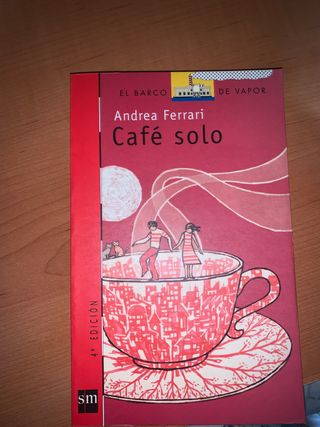 EL BARCO DE VAPOR
Andrea Ferrari
Café solo
4ª EDICIÓN
sm